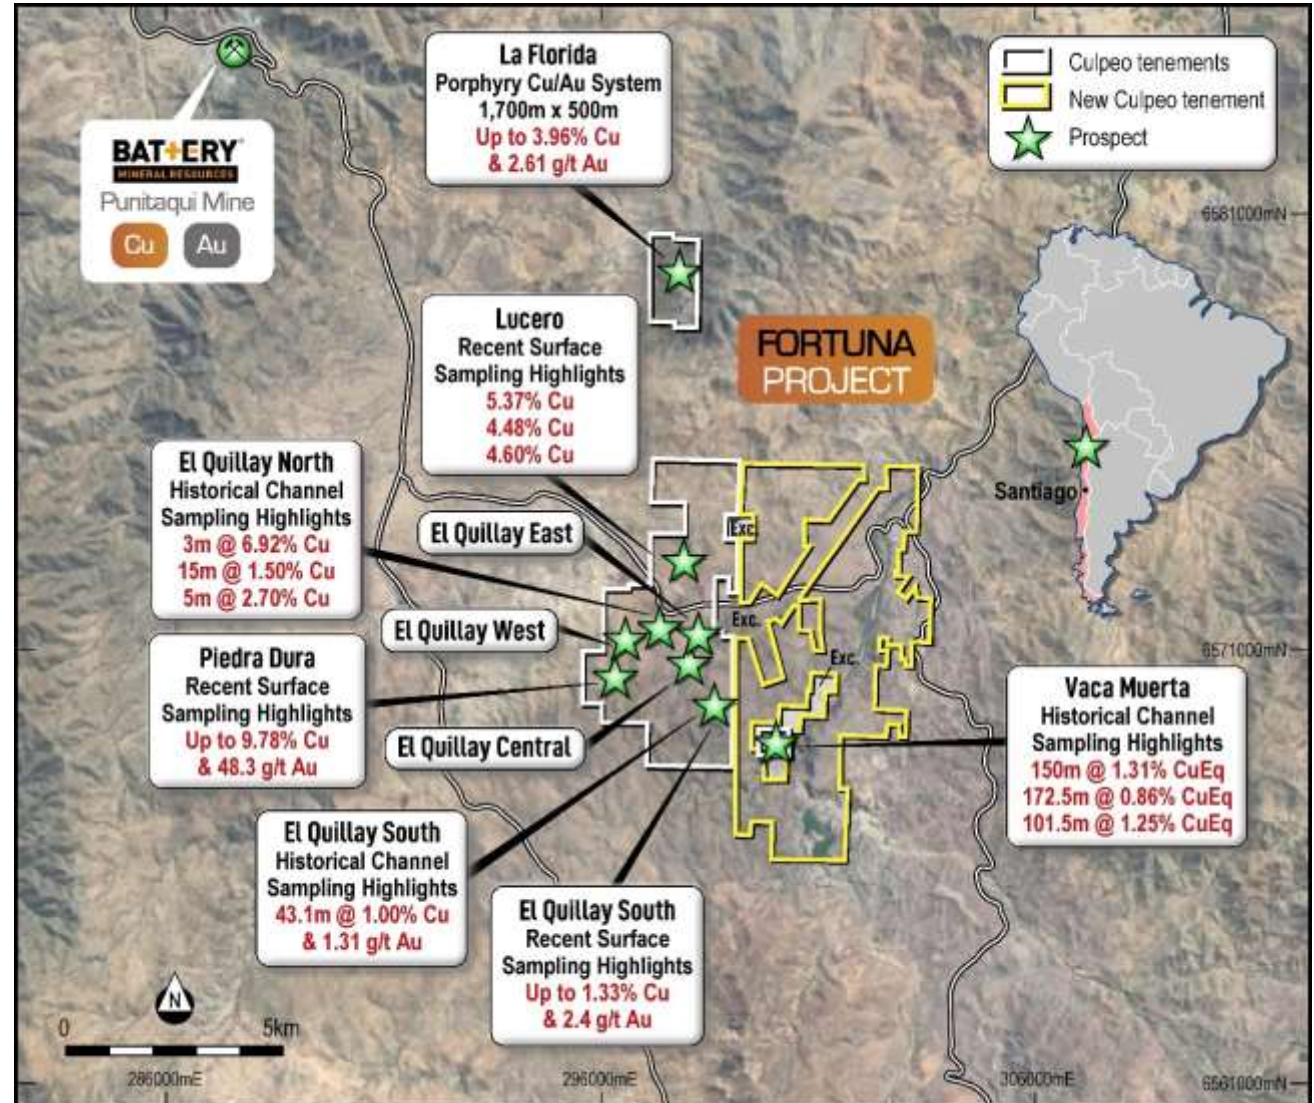 La Florida
Porphyry Cu/Au System
1,700m x 500m
Up to 3.96% Cu
& 2.61 g/t Au
Culpeo tenements
New Culpeo tenement
Prospect
BATTERY
MINERAL RESOURCES
Punitaqui Mine
Cu
Au
6581000mN
Lucero
Recent Surface
Sampling Highlights
5.37% Cu
4.48% Cu
4.60% Cu
FORTUNA
PROJECT
Santiago
El Quillay North
Historical Channel
Sampling Highlights
3m @ 6.92% Cu
15m @ 1.50% Cu
5m @ 2.70% Cu
El Quillay East
Exc.
El Quillay West
Exc.
Exc.
6571000mN
Piedra Dura
Recent Surface
Sampling Highlights
Up to 9.78% Cu
& 48.3 g/t Au
El Quillay Central
Vaca Muerta
Historical Channel
Sampling Highlights
150m @ 1.31% CuEq
172.5m @ 0.86% CuEq
101.5m @ 1.25% CuEq
El Quillay South
Historical Channel
Sampling Highlights
43.1m @ 1.00% Cu
& 1.31 g/t Au
El Quillay South
Recent Surface
Sampling Highlights
Up to 1.33% Cu
& 2.4 g/t Au
N
0
5km
286000mE
296000mE
306000mE
6561000mN